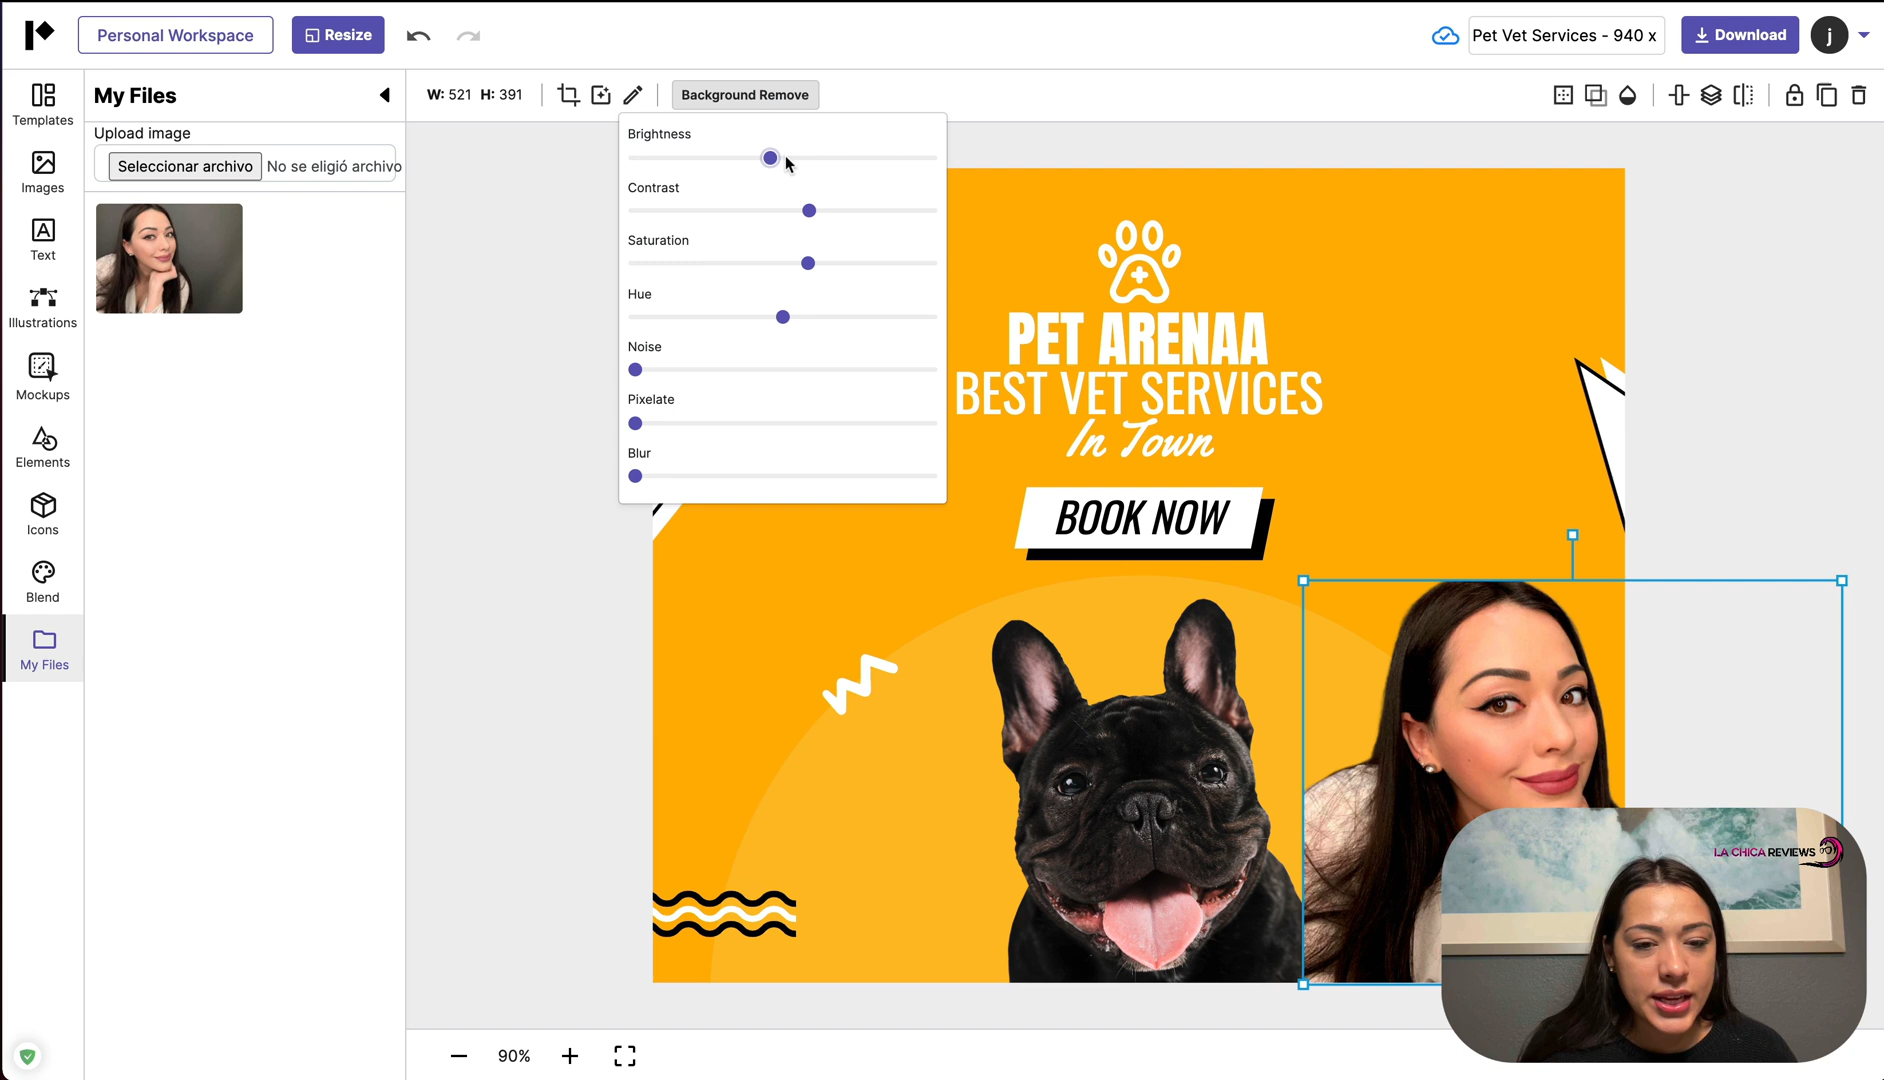 Personal Workspace
Resize
Pet Vet Services - 940 x
Download
j
Templates
Images
Text
Illustrations
Mockups
Elements
Icons
Blend
My Files
My Files
Upload image
Seleccionar archivo No se eligió archivo
W: 521 H: 391
Background Remove
Brightness
Contrast
Saturation
Hue
Noise
Pixelate
Blur
PET ARENAA
BEST VET SERVICES
In Town
BOOK NOW
LA CHICA REVIEWS
90%